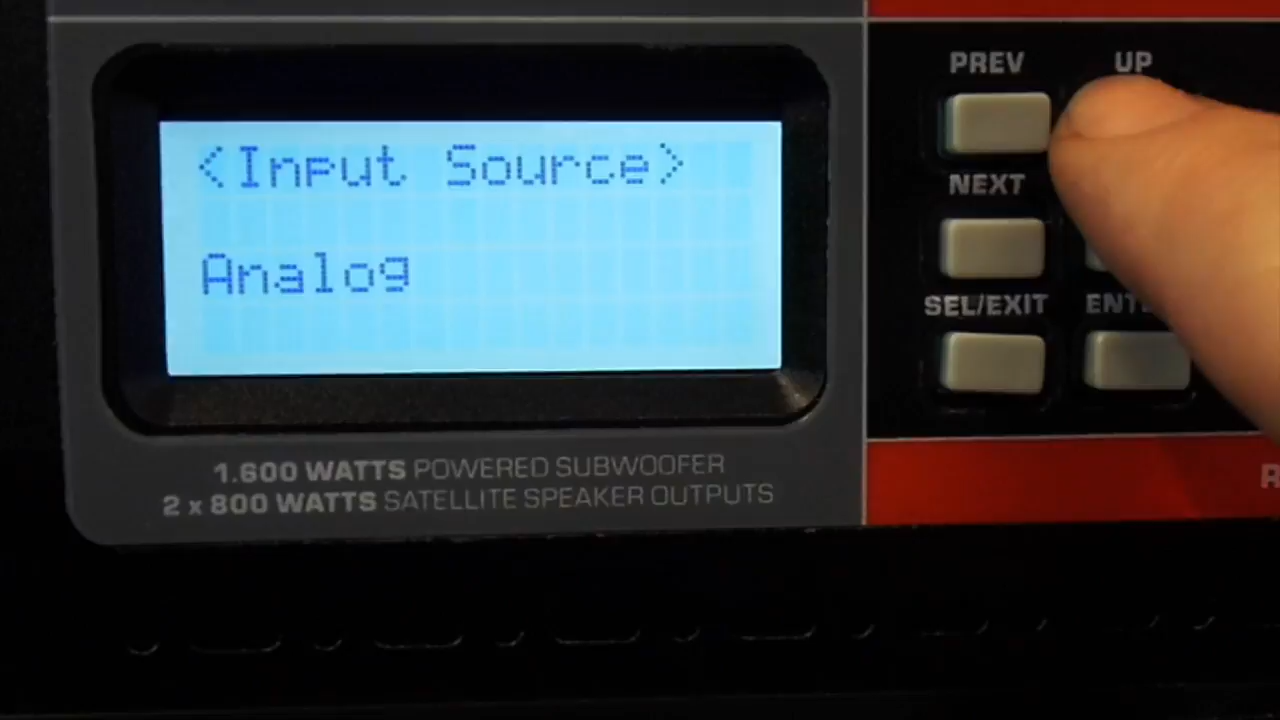 <Input Source>
Analog
1.600 WATTS POWERED SUBWOOFER
2 x 800 WATTS SATELLITE SPEAKER OUTPUTS
PREV UP
NEXT
SEL/EXIT